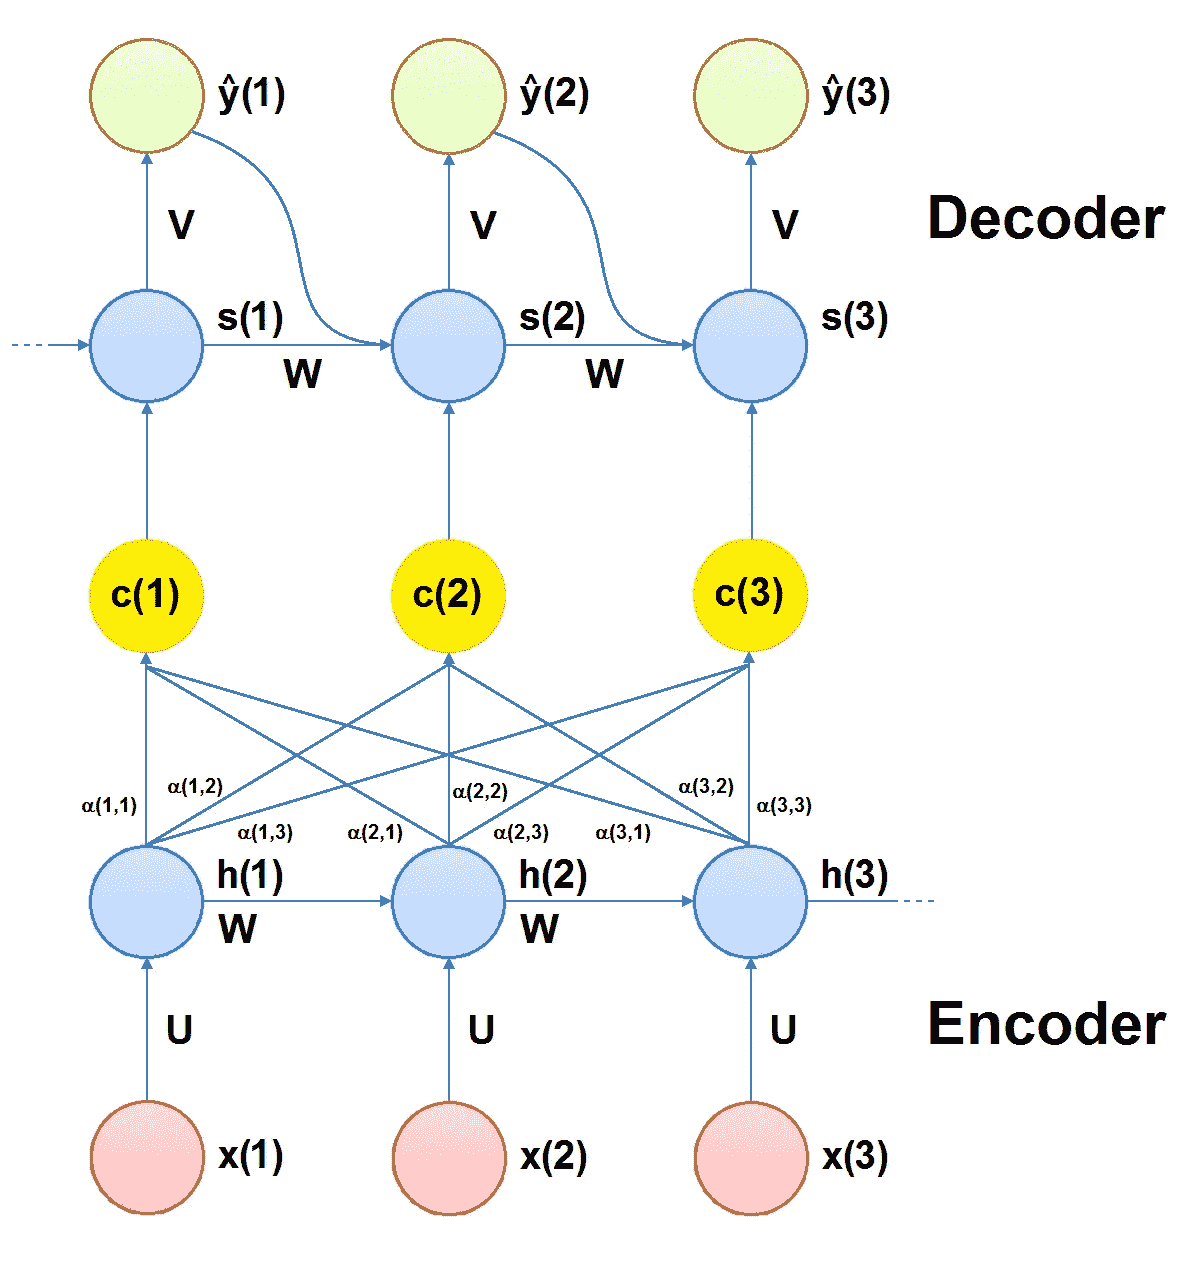 ŷ(1) ŷ(2) ŷ(3)
V V V Decoder
s(1) s(2) s(3)
W W
c(1) c(2) c(3)
α(1,1) α(1,2) α(2,2) α(3,2) α(3,3)
α(1,3) α(2,1) α(2,3) α(3,1)
h(1) h(2) h(3)
W W
U U U Encoder
x(1) x(2) x(3)